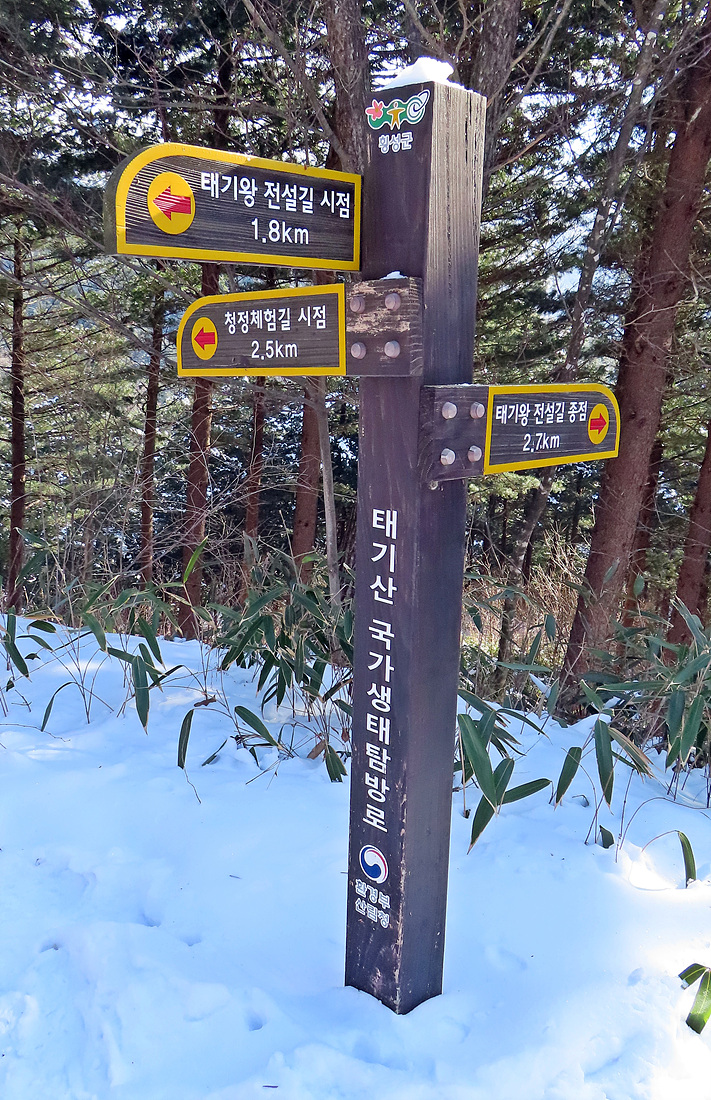 횡성군
태기왕 전설길 시점
1.8km
청정체험길 시점
2.5km
태기왕 전설길 종점
2.7km
태기산 국가생태탐방로
환경부
산림청